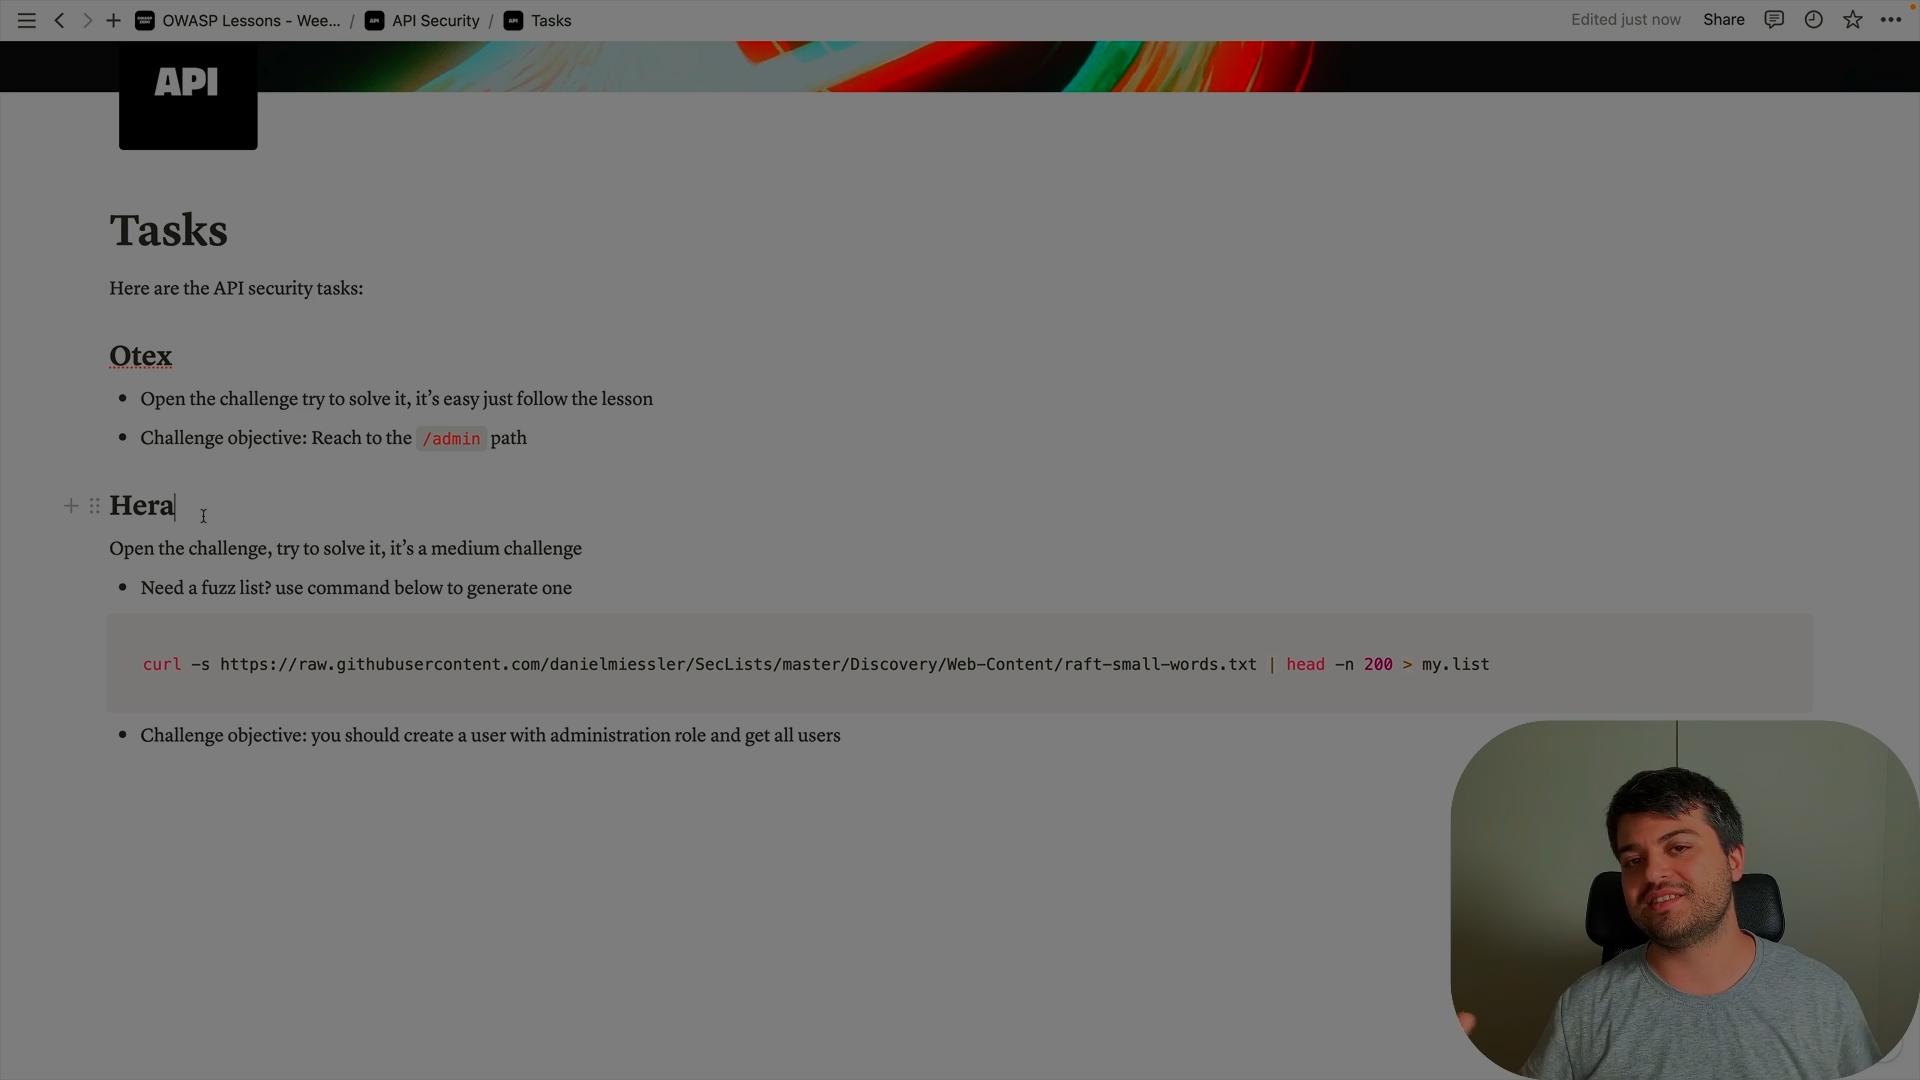 OWASP Lessons - Wee... / API API Security / API Tasks
Edited just now Share
API
Tasks
Here are the API security tasks:
Otex
Open the challenge try to solve it, it’s easy just follow the lesson
Challenge objective: Reach to the /admin path
Hera
Open the challenge, try to solve it, it’s a medium challenge
Need a fuzz list? use command below to generate one
curl -s https://raw.githubusercontent.com/danielmiessler/SecLists/master/Discovery/Web-Content/raft-small-words.txt | head -n 200 > my.list
Challenge objective: you should create a user with administration role and get all users